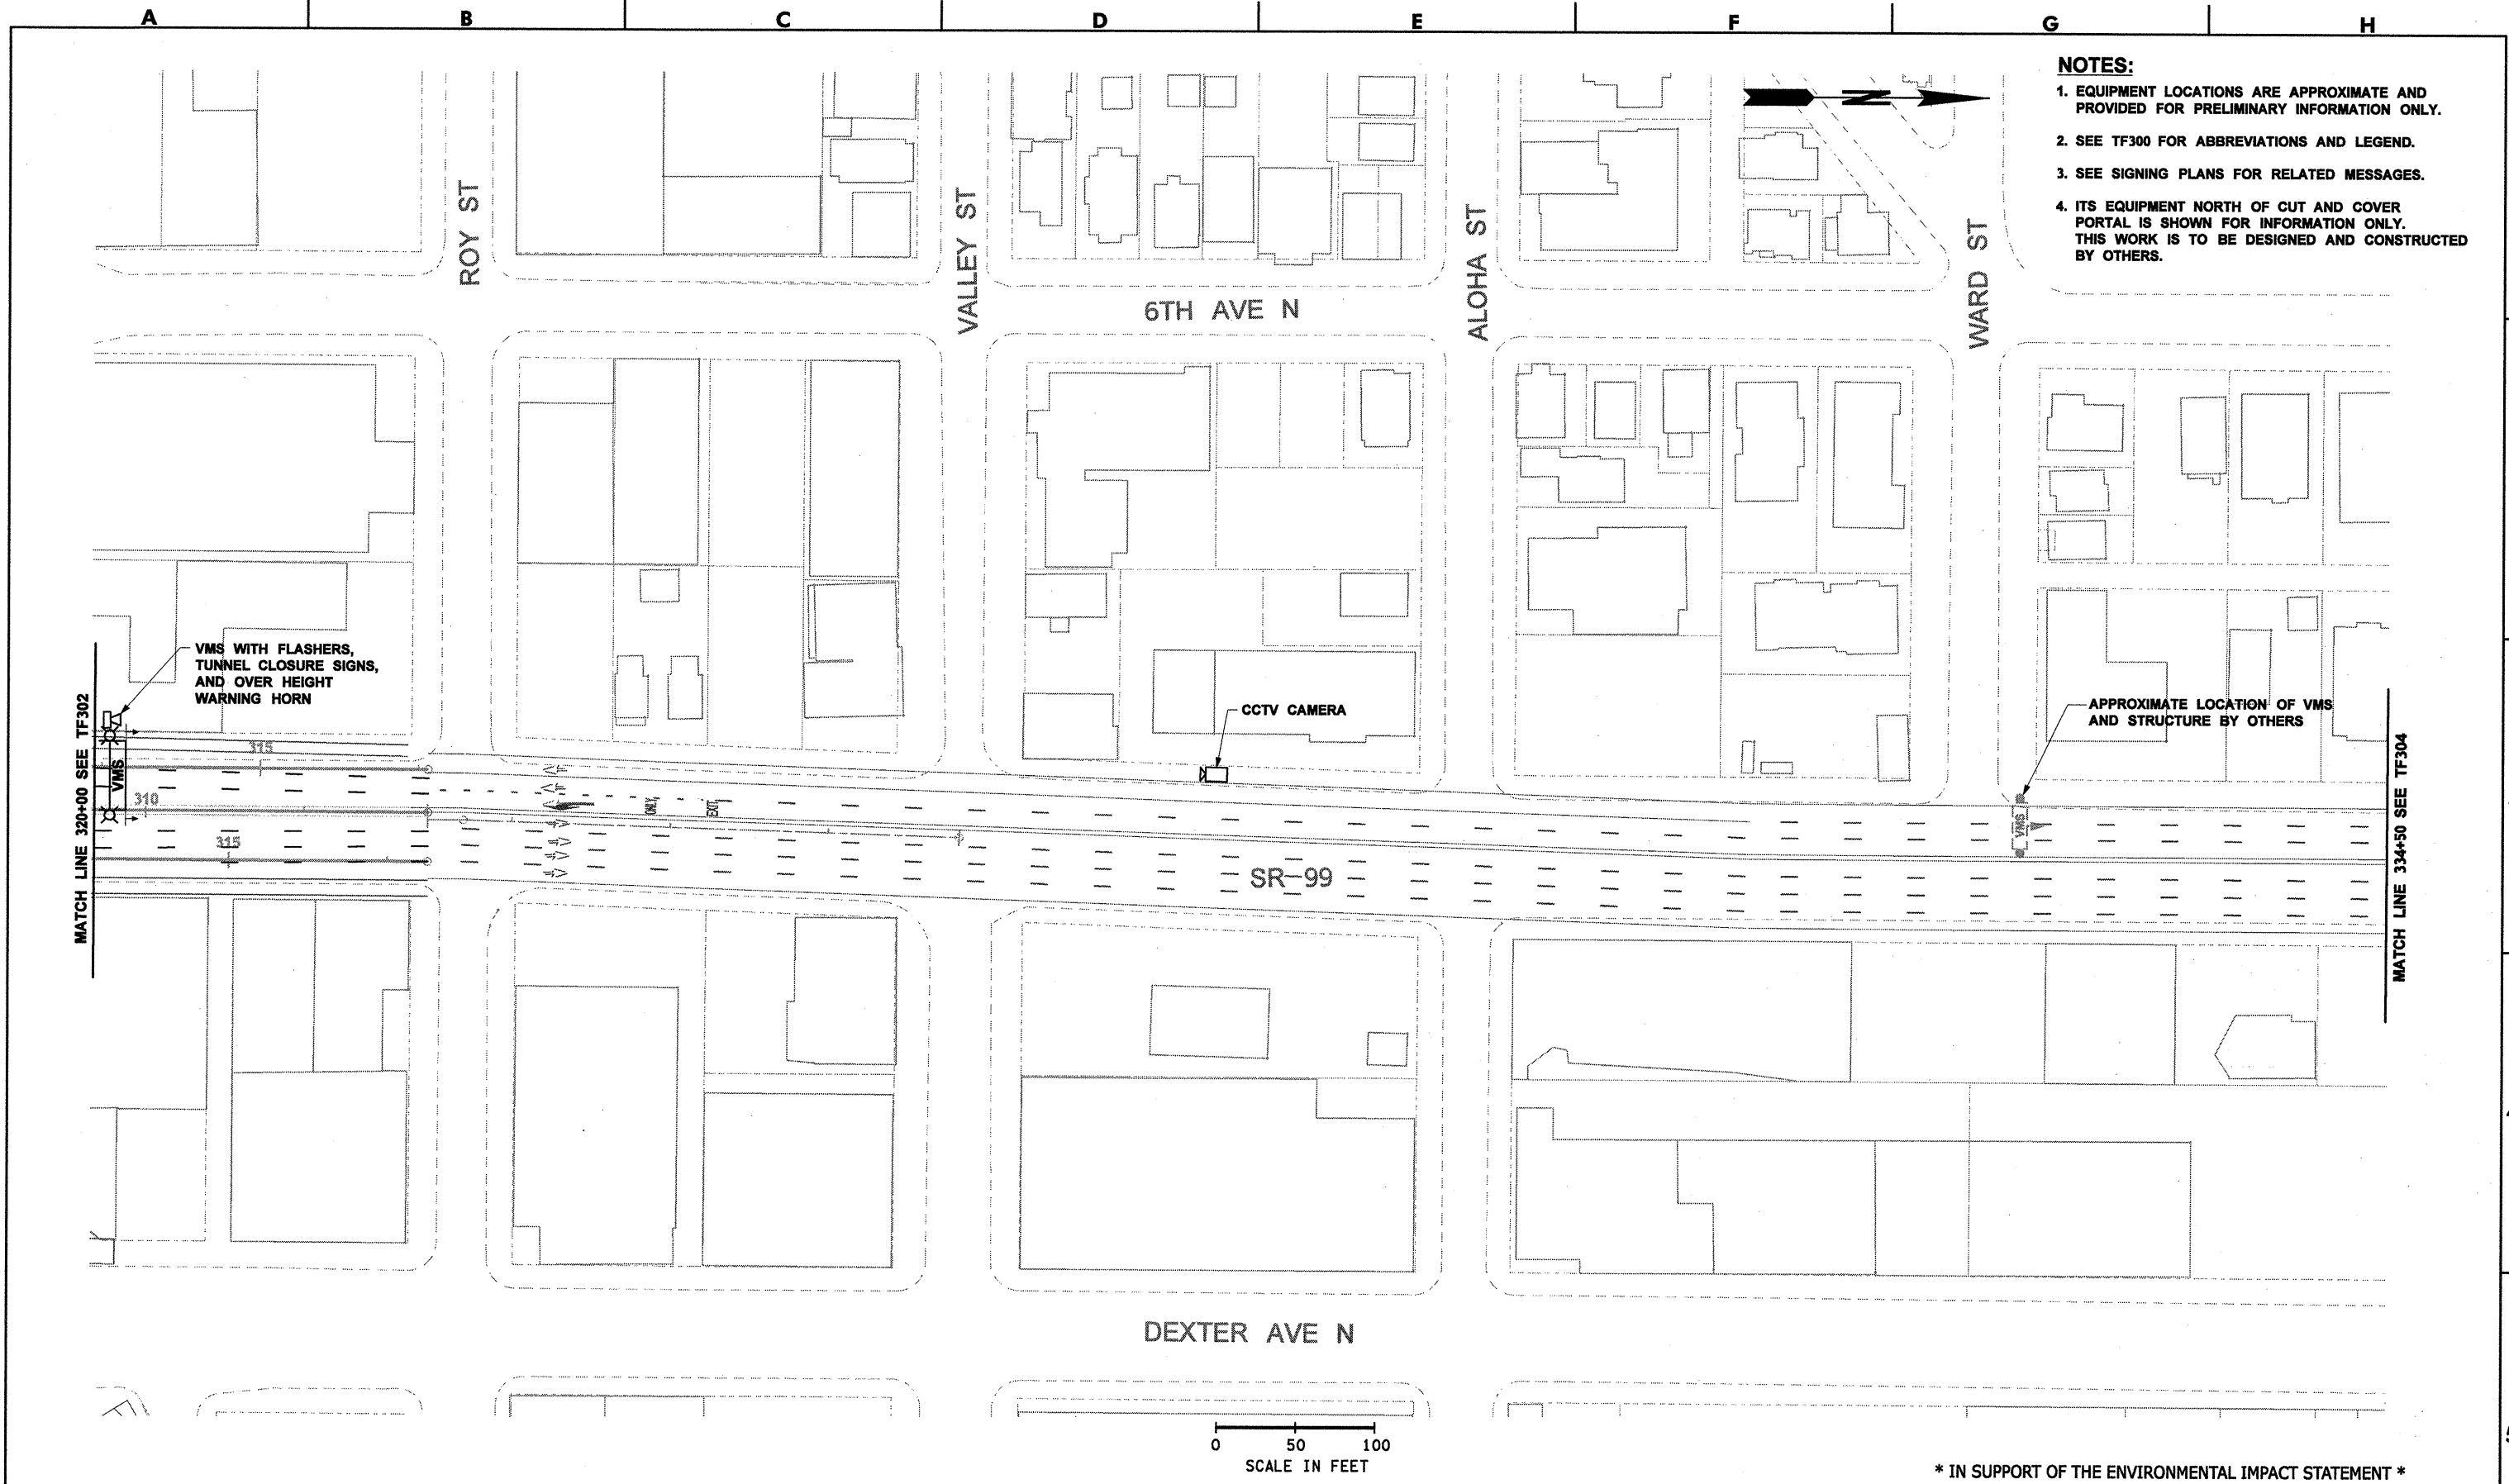 A B C D E F G H
NOTES:
1. EQUIPMENT LOCATIONS ARE APPROXIMATE AND
PROVIDED FOR PRELIMINARY INFORMATION ONLY.
2. SEE TF300 FOR ABBREVIATIONS AND LEGEND.
3. SEE SIGNING PLANS FOR RELATED MESSAGES.
4. ITS EQUIPMENT NORTH OF CUT AND COVER
PORTAL IS SHOWN FOR INFORMATION ONLY.
THIS WORK IS TO BE DESIGNED AND CONSTRUCTED
BY OTHERS.
N
ROY ST
VALLEY ST
ALOHA ST
WARD ST
6TH AVE N
VMS WITH FLASHERS,
TUNNEL CLOSURE SIGNS,
AND OVER HEIGHT
WARNING HORN
CCTV CAMERA
APPROXIMATE LOCATION OF VMS
AND STRUCTURE BY OTHERS
MATCH LINE 320+00 SEE TF302
VMS
315
310
315
ONLY
EXIT
VMS
SR-99
MATCH LINE 334+50 SEE TF304
DEXTER AVE N
0 50 100
SCALE IN FEET
* IN SUPPORT OF THE ENVIRONMENTAL IMPACT STATEMENT *